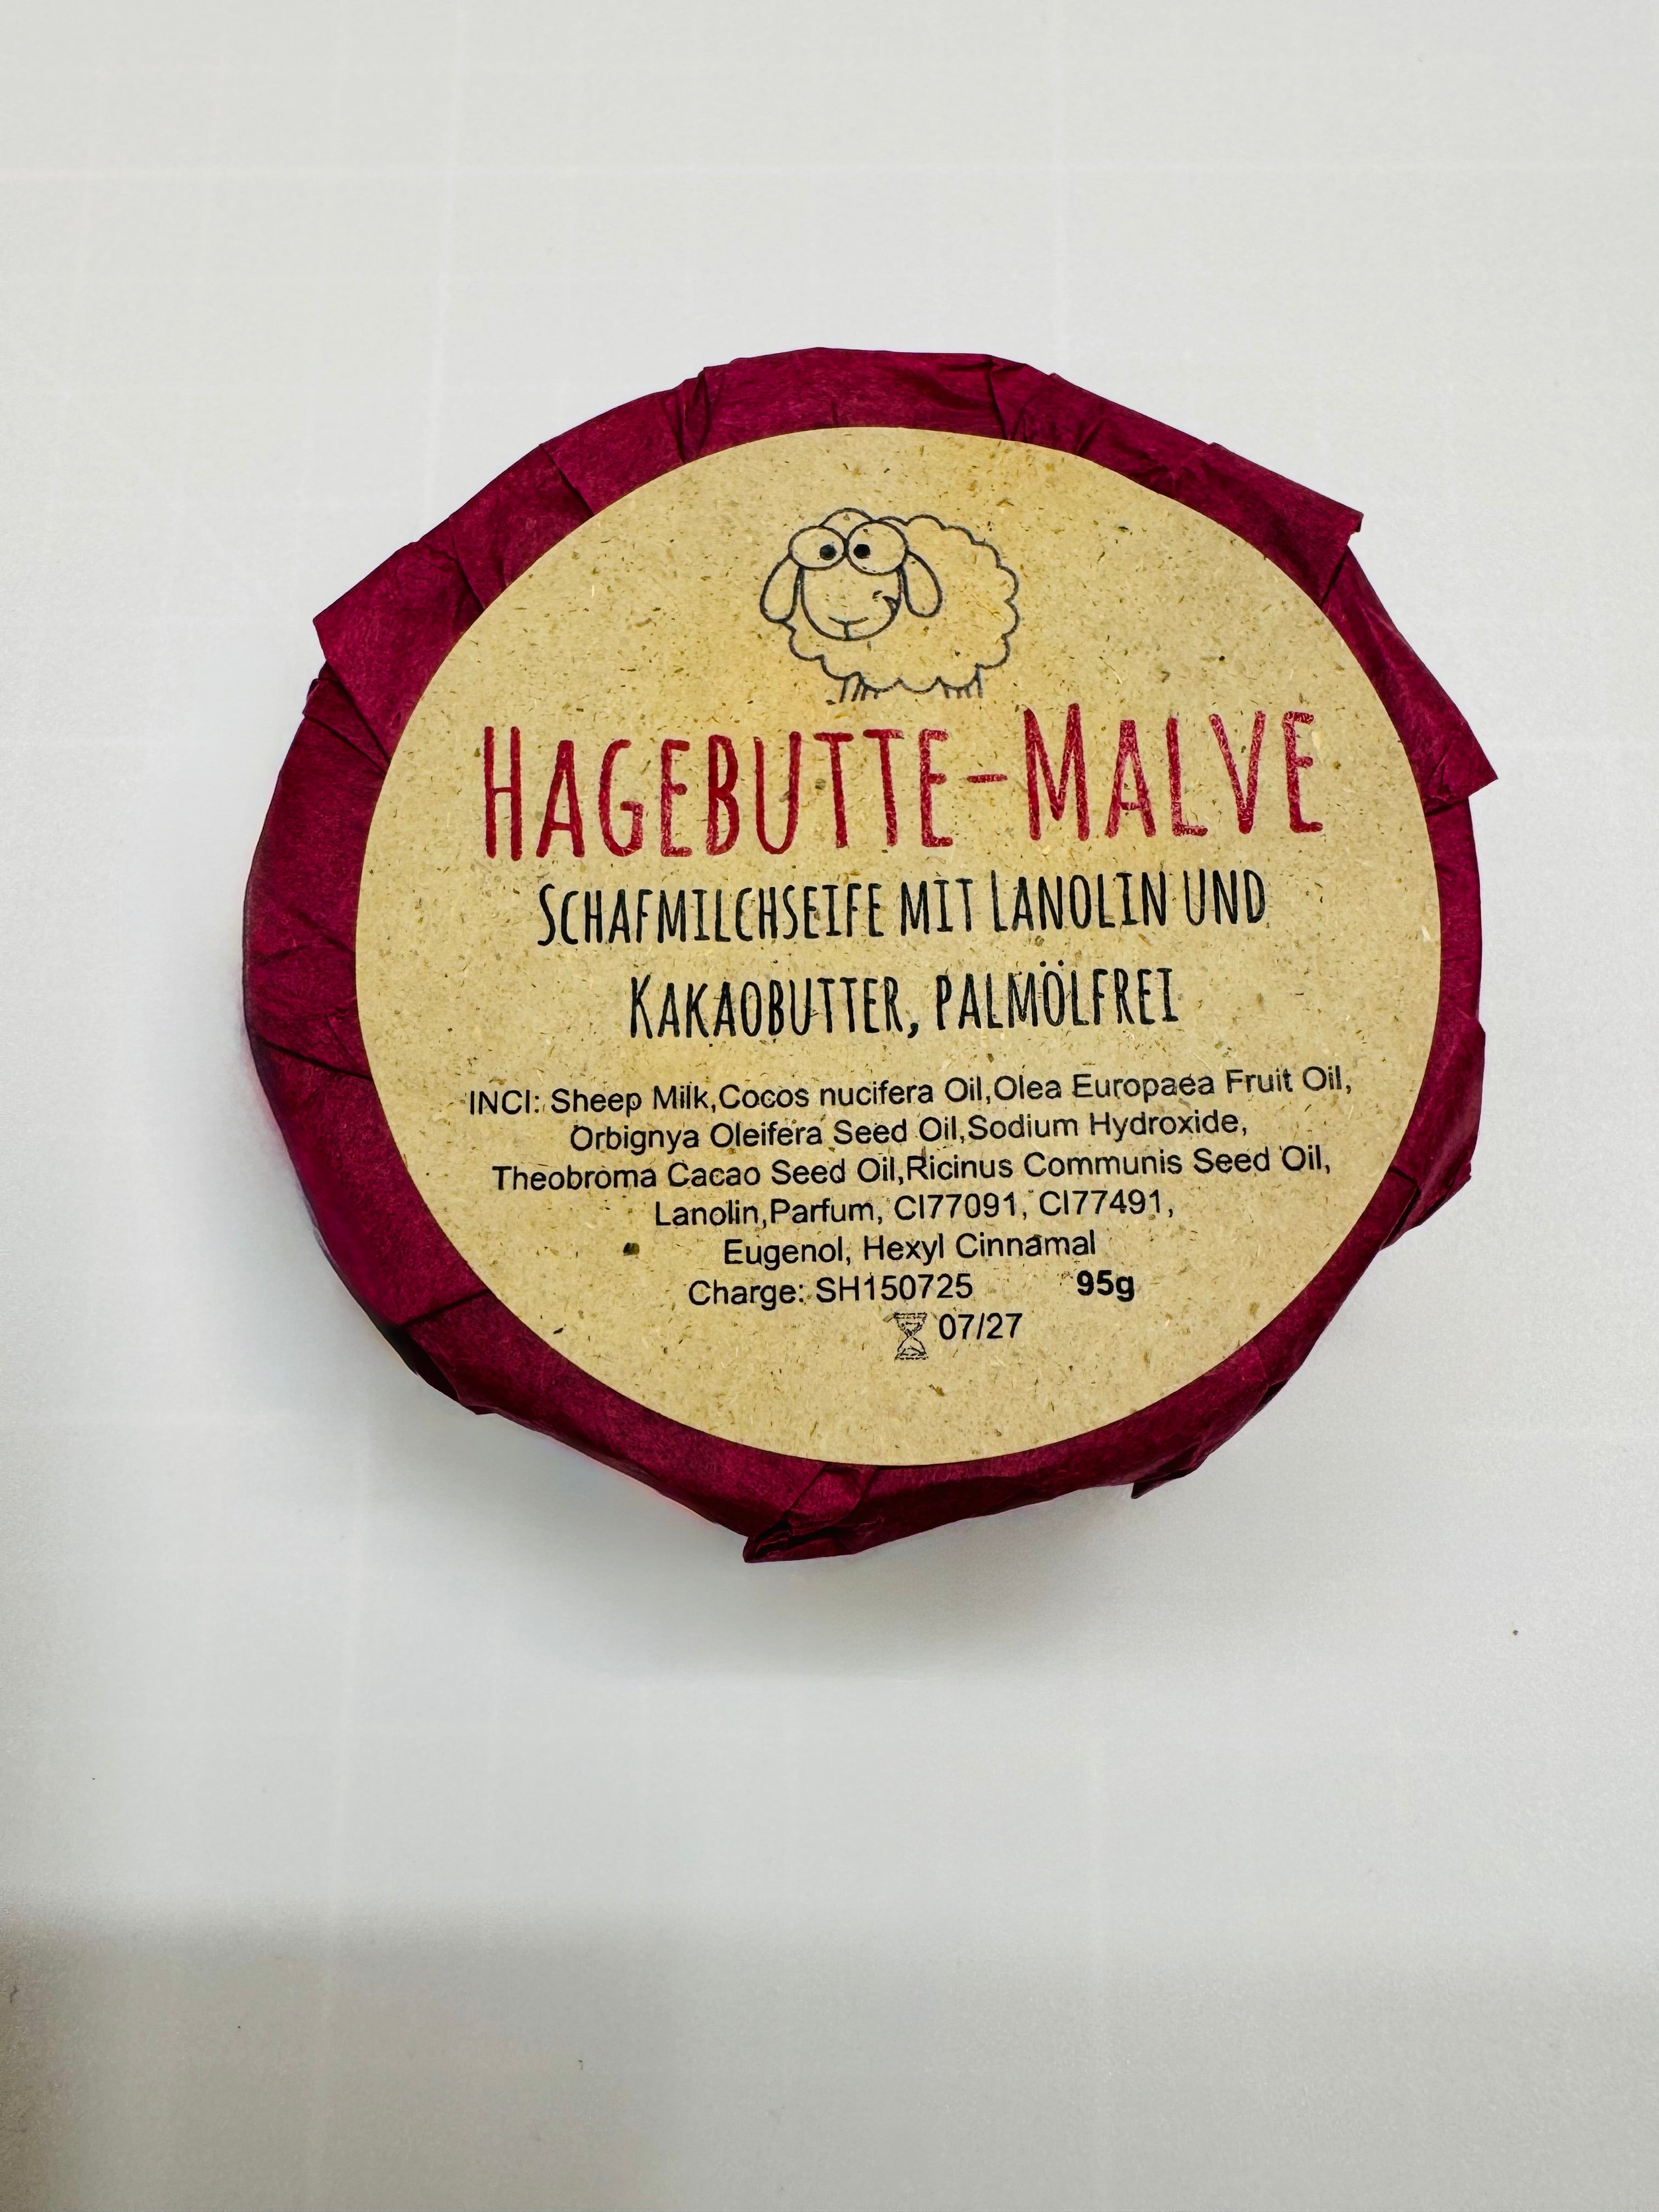 HAGEBUTTE-MALVE
SCHAFMILCHSEIFE MIT LANOLIN UND
KAKAOBUTTER, PALMÖLFREI
INCI: Sheep Milk,Cocos nucifera Oil,Olea Europaea Fruit Oil,
Orbignya Oleifera Seed Oil,Sodium Hydroxide,
Theobroma Cacao Seed Oil,Ricinus Communis Seed Oil,
Lanolin,Parfum, CI77091, CI77491,
Eugenol, Hexyl Cinnamal
Charge: SH150725 95g
07/27